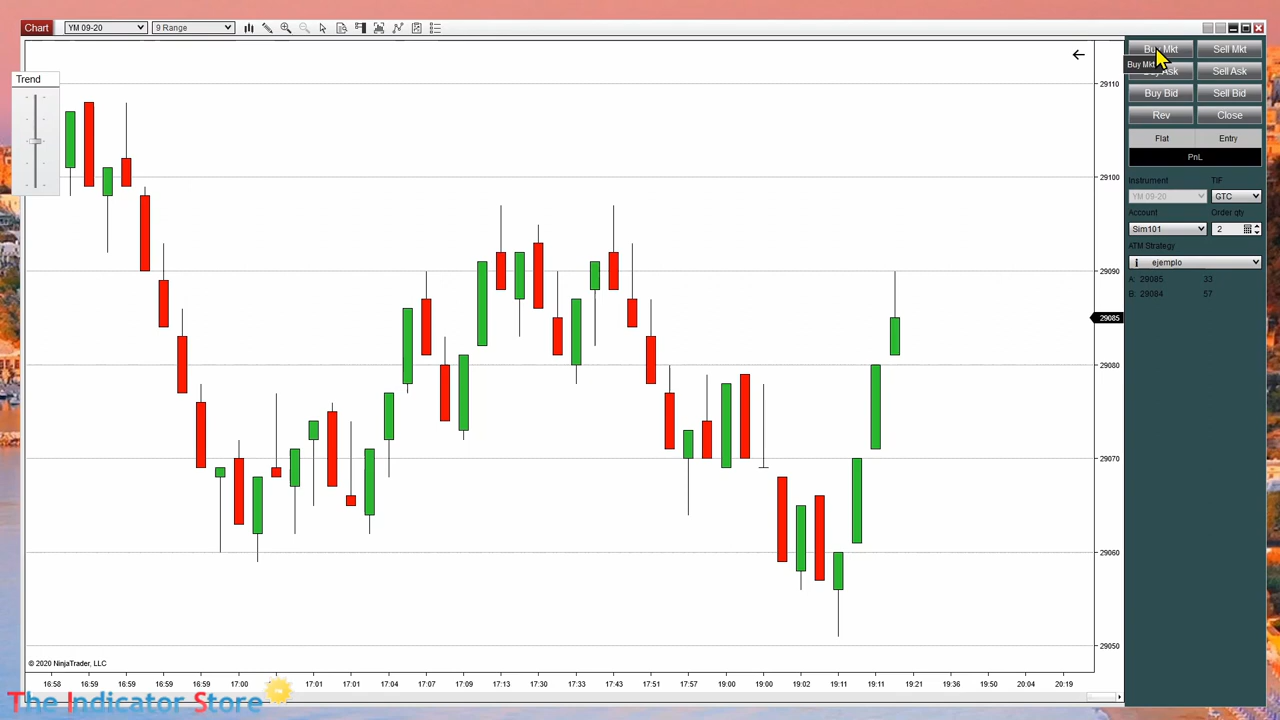 Chart YM 09-20 9 Range
Trend
Buy Mkt Sell Mkt
Buy Mkt
Buy Ask Sell Ask
Buy Bid Sell Bid
Rev Close
Flat Entry
PnL
Instrument TIF
YM 09-20 GTC
Account Order qty
Sim101 2
ATM Strategy
i ejemplo
A: 29085 33
B: 29084 57
29110
29100
29090
29085
29080
29070
29060
29050
© 2020 NinjaTrader, LLC
16:58 16:59 16:59 16:59 16:59 17:00 17:01 17:01 17:04 17:07 17:09 17:13 17:30 17:43 17:51 17:57 19:00 19:00 19:02 19:11 19:11 19:21 19:36 19:50 20:04 20:19
The Indicator Store